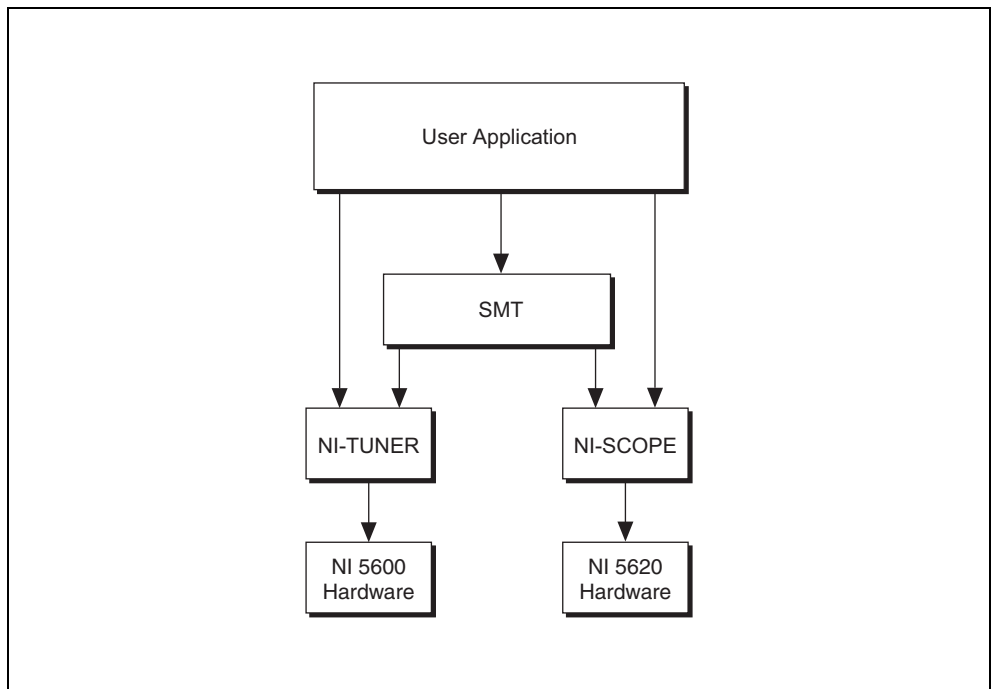 User Application
SMT
NI-TUNER
NI-SCOPE
NI 5600
Hardware
NI 5620
Hardware